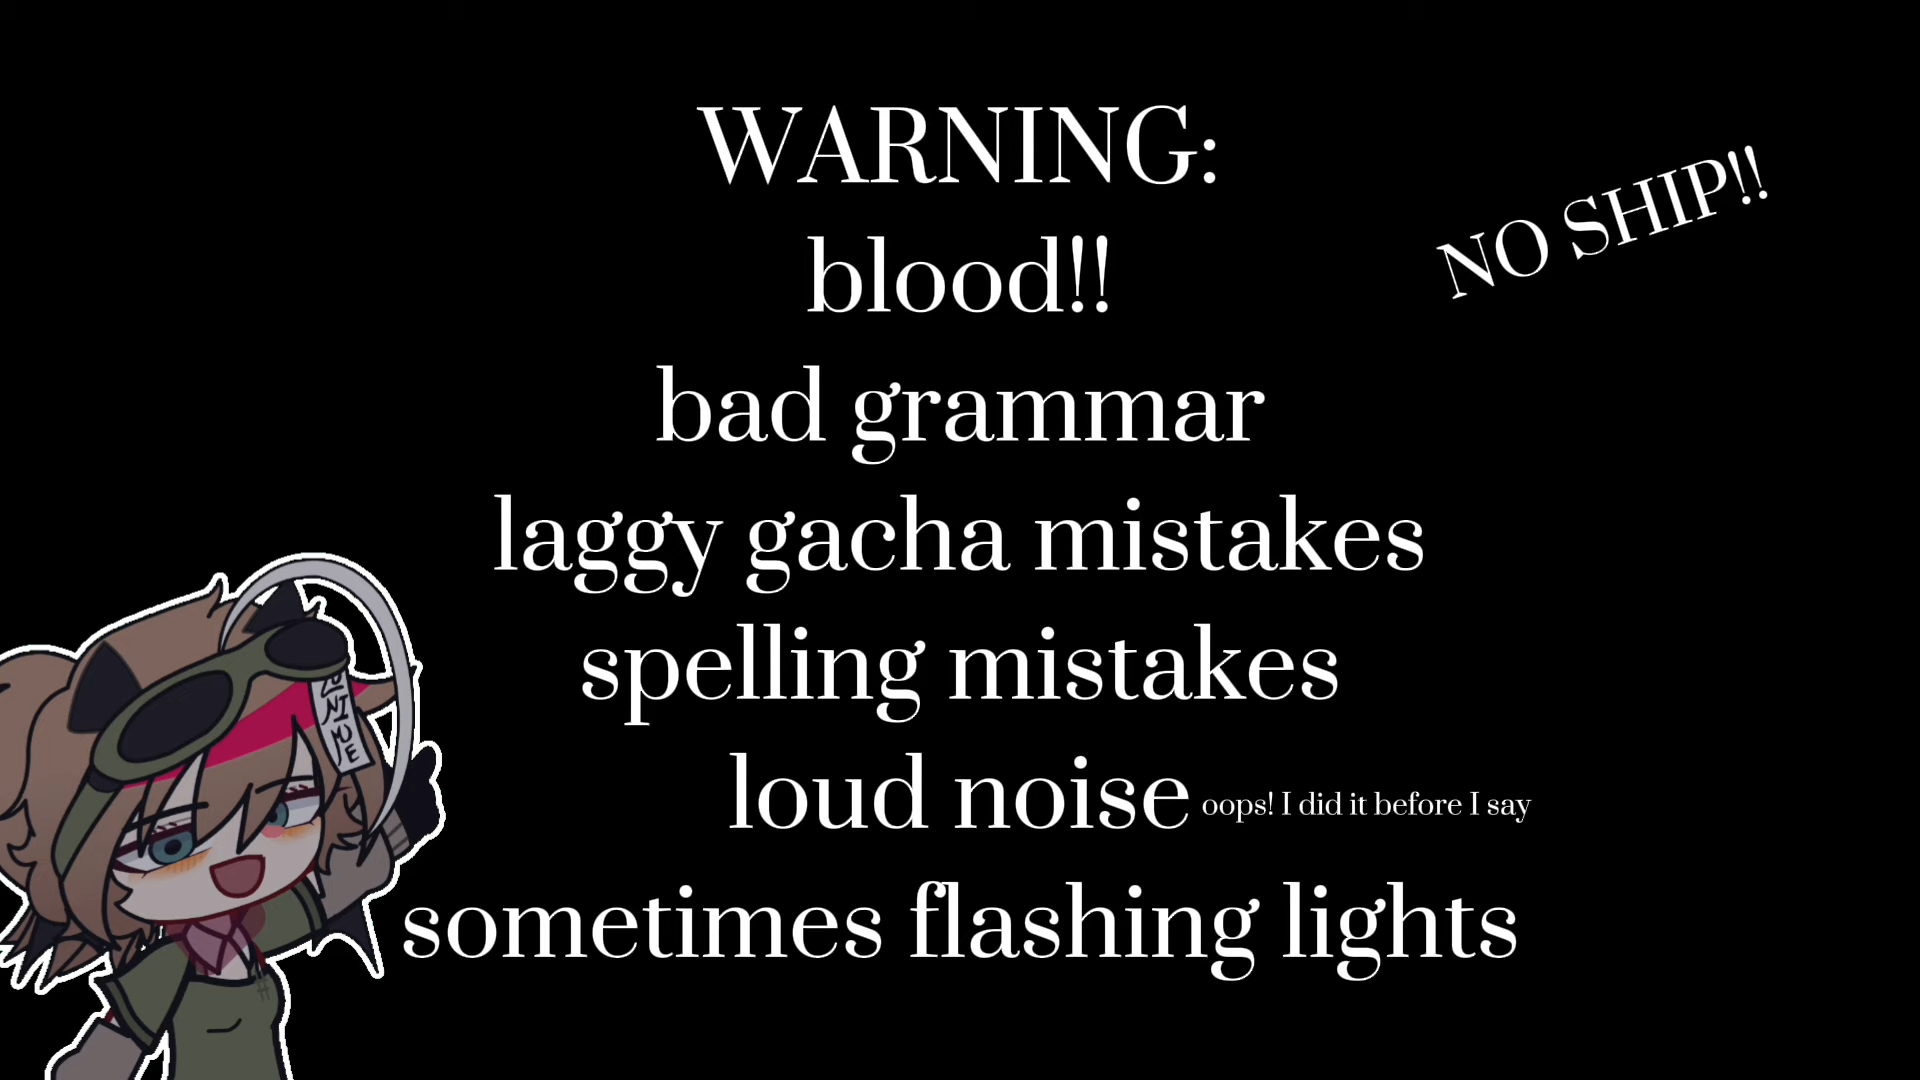 WARNING:
NO SHIP!!
blood!!
bad grammar
laggy gacha mistakes
spelling mistakes
loud noise oops! I did it before I say
sometimes flashing lights